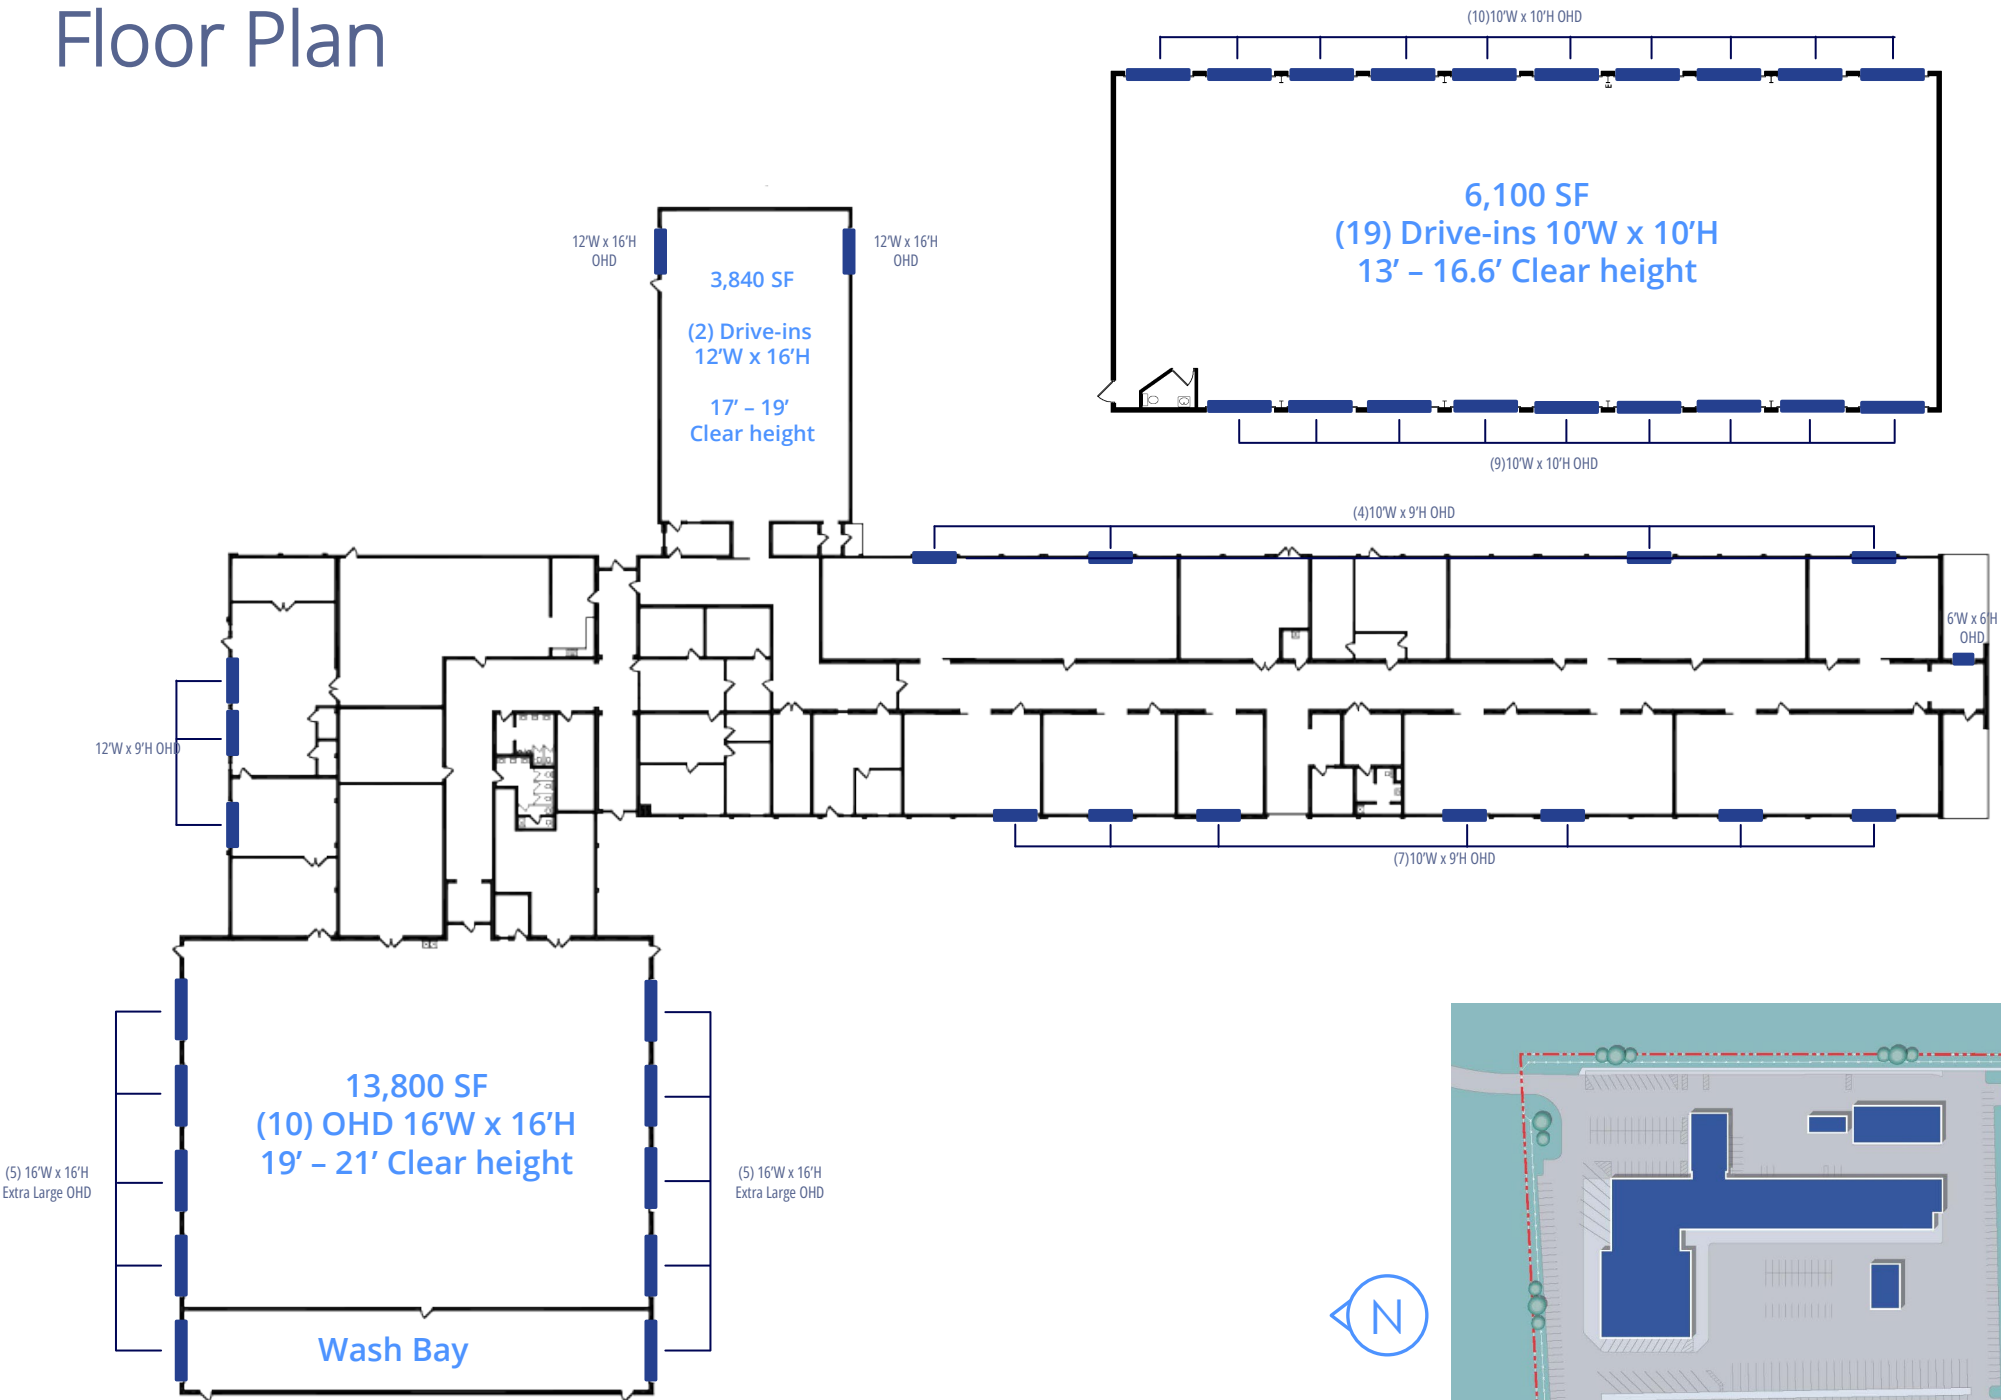 Floor Plan
(10)10'W x 10'H OHD
6,100 SF
(19) Drive-ins 10’W x 10’H
13’ – 16.6’ Clear height
(9)10'W x 10'H OHD
12'W x 16'H
OHD
12'W x 16'H
OHD
3,840 SF
(2) Drive-ins
12’W x 16’H
17’ – 19’
Clear height
(4)10'W x 9'H OHD
6'W x 6'H
OHD
12'W x 9'H OHD
(7)10'W x 9'H OHD
13,800 SF
(10) OHD 16’W x 16’H
19’ – 21’ Clear height
(5) 16'W x 16'H
Extra Large OHD
(5) 16'W x 16'H
Extra Large OHD
Wash Bay
N